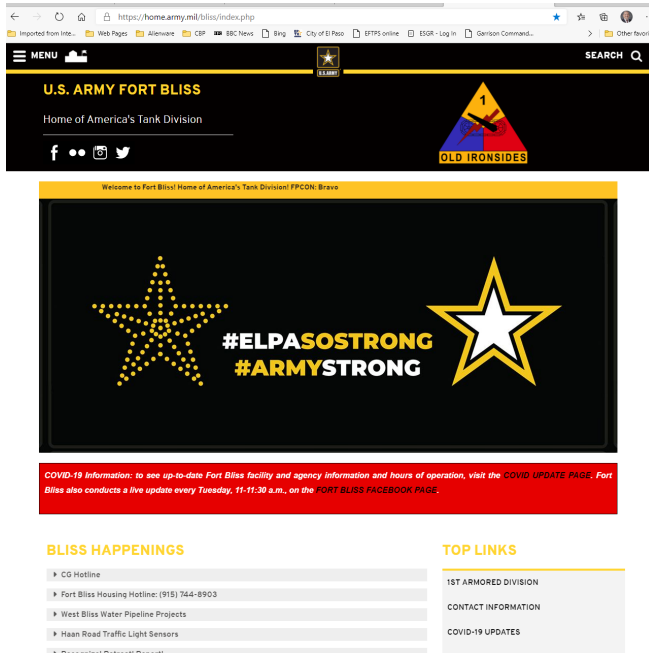 https://home.army.mil/bliss/index.php
Imported from Inte...
Web Pages
Alienware
CBP
BBC News
Bing
City of El Paso
EFTPS online
ESGR - Log In
Garrison Command...
Other favori
MENU
U.S. ARMY
SEARCH
U.S. ARMY FORT BLISS
Home of America's Tank Division
1
OLD IRONSIDES
Welcome to Fort Bliss! Home of America's Tank Division! FPCON: Bravo
#ELPASOSTRONG
#ARMYSTRONG
COVID-19 Information: to see up-to-date Fort Bliss facility and agency information and hours of operation, visit the COVID UPDATE PAGE. Fort
Bliss also conducts a live update every Tuesday, 11-11:30 a.m., on the FORT BLISS FACEBOOK PAGE.
BLISS HAPPENINGS
CG Hotline
Fort Bliss Housing Hotline: (915) 744-8903
West Bliss Water Pipeline Projects
Haan Road Traffic Light Sensors
TOP LINKS
1ST ARMORED DIVISION
CONTACT INFORMATION
COVID-19 UPDATES